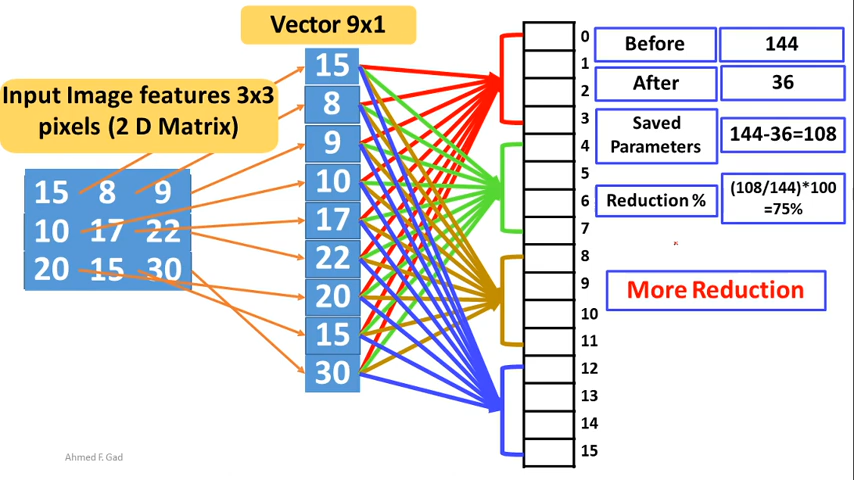 Vector 9x1
Input Image features 3x3
pixels (2 D Matrix)
15 8 9
10 17 22
20 15 30
15
8
9
10
17
22
20
15
30
0
1
2
3
4
5
6
7
8
9
10
11
12
13
14
15
Before 144
After 36
Saved
Parameters
144-36=108
Reduction %
(108/144)*100
=75%
More Reduction
Ahmed F. Gad